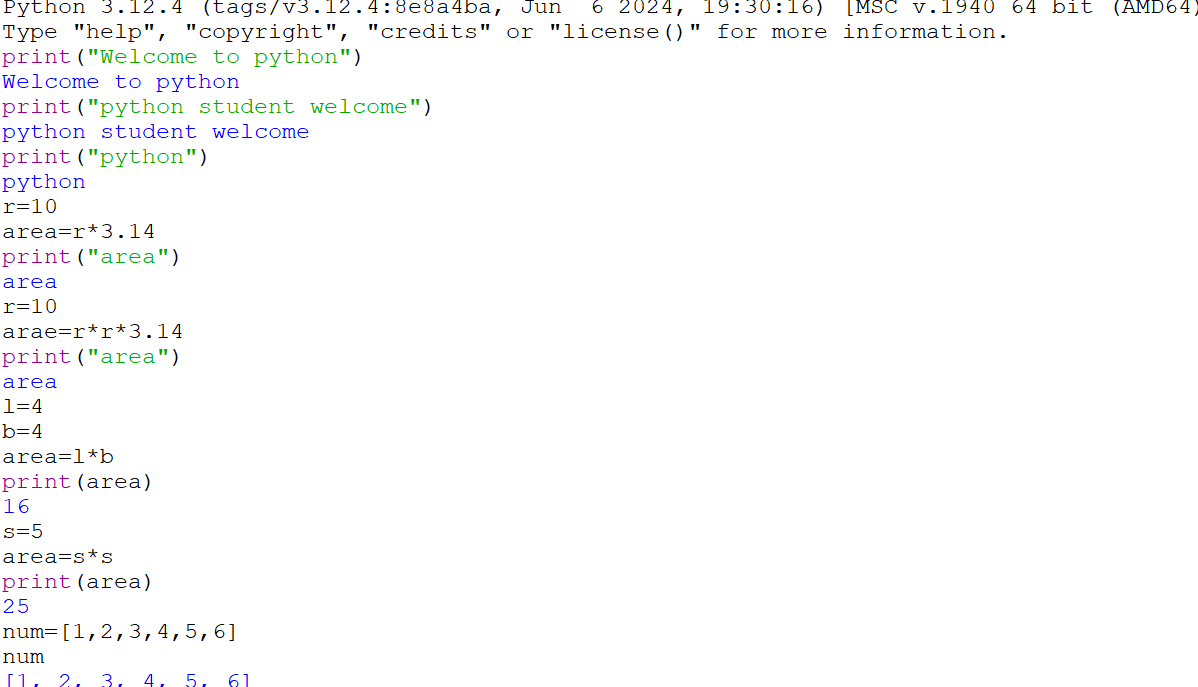 Python 3.12.4 (tags/v3.12.4:8e8a4ba, Jun  6 2024, 19:30:16) [MSC v.1940 64 bit (AMD64)
Type "help", "copyright", "credits" or "license()" for more information.
print("Welcome to python")
Welcome to python
print("python student welcome")
python student welcome
print("python")
python
r=10
area=r*3.14
print("area")
area
r=10
arae=r*r*3.14
print("area")
area
l=4
b=4
area=l*b
print(area)
16
s=5
area=s*s
print(area)
25
num=[1,2,3,4,5,6]
num
[1, 2, 3, 4, 5, 6]